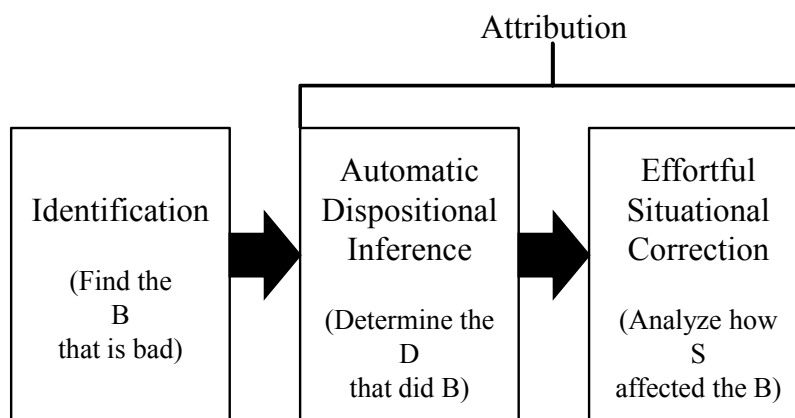 Attribution
Identification
(Find the
B
that is bad)
Automatic
Dispositional
Inference
(Determine the
D
that did B)
Effortful
Situational
Correction
(Analyze how
S
affected the B)